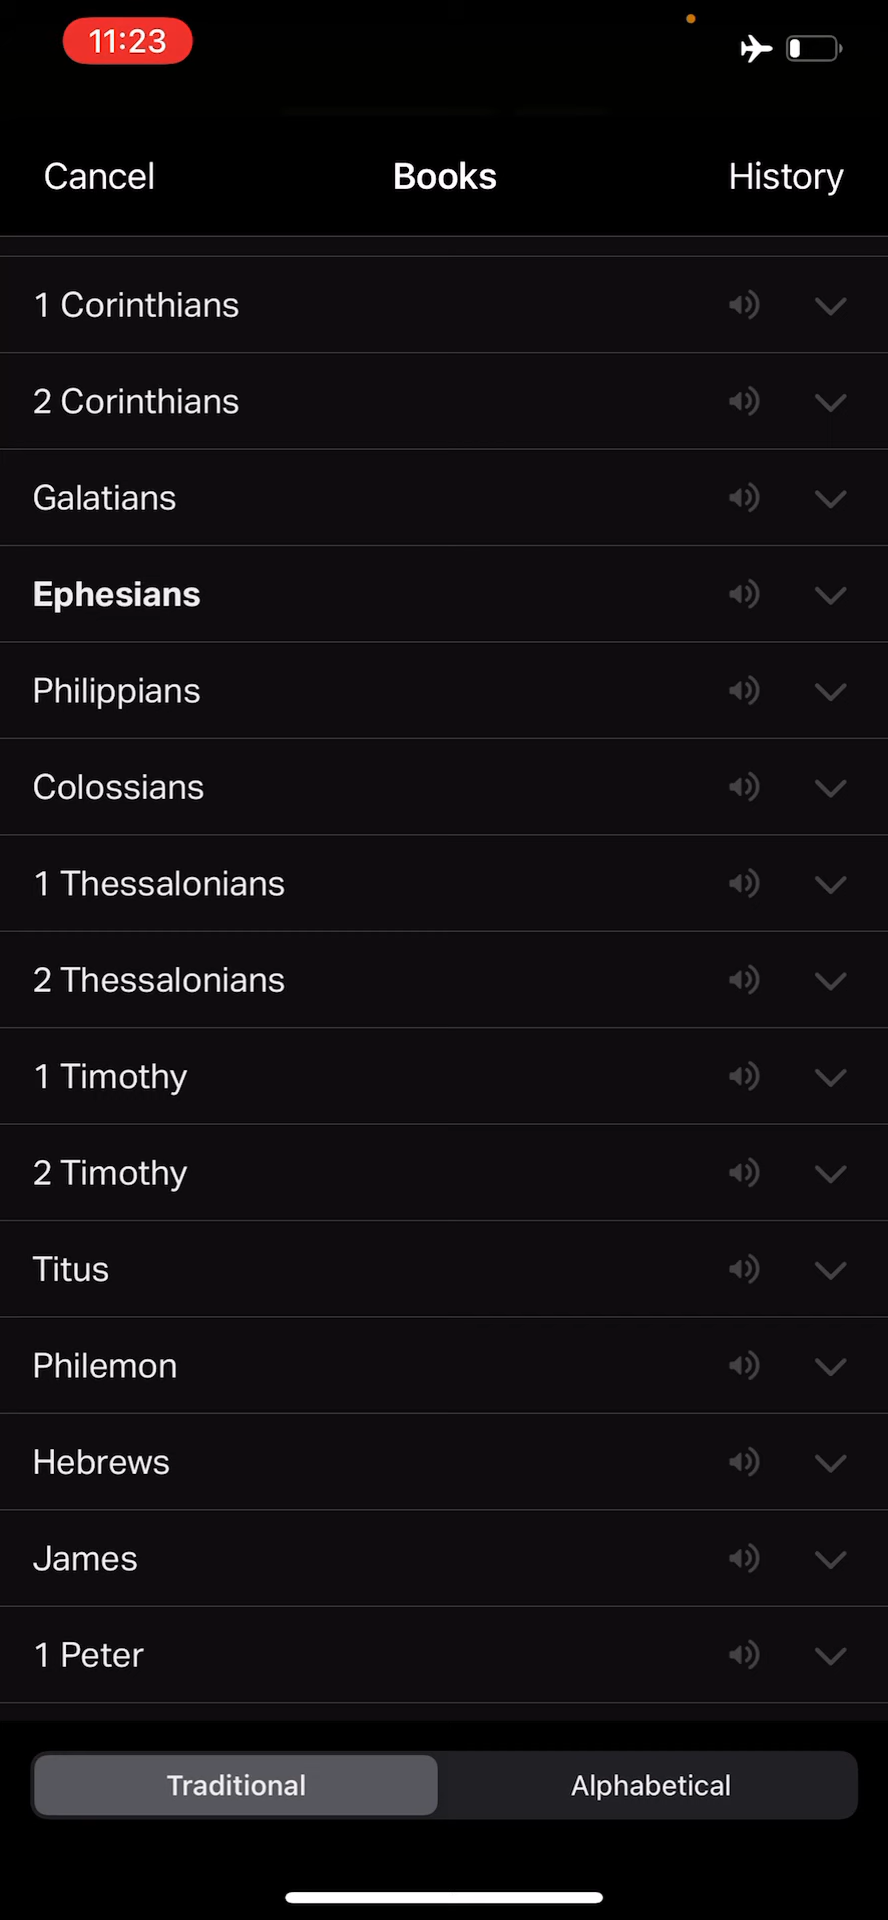 11:23
Cancel
Books
History
1 Corinthians
2 Corinthians
Galatians
Ephesians
Philippians
Colossians
1 Thessalonians
2 Thessalonians
1 Timothy
2 Timothy
Titus
Philemon
Hebrews
James
1 Peter
Traditional
Alphabetical